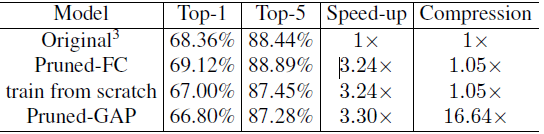 Model Top-1 Top-5 Speed-up Compression
Original³ 68.36% 88.44% 1× 1×
Pruned-FC 69.12% 88.89% 3.24× 1.05×
train from scratch 67.00% 87.45% 3.24× 1.05×
Pruned-GAP 66.80% 87.28% 3.30× 16.64×